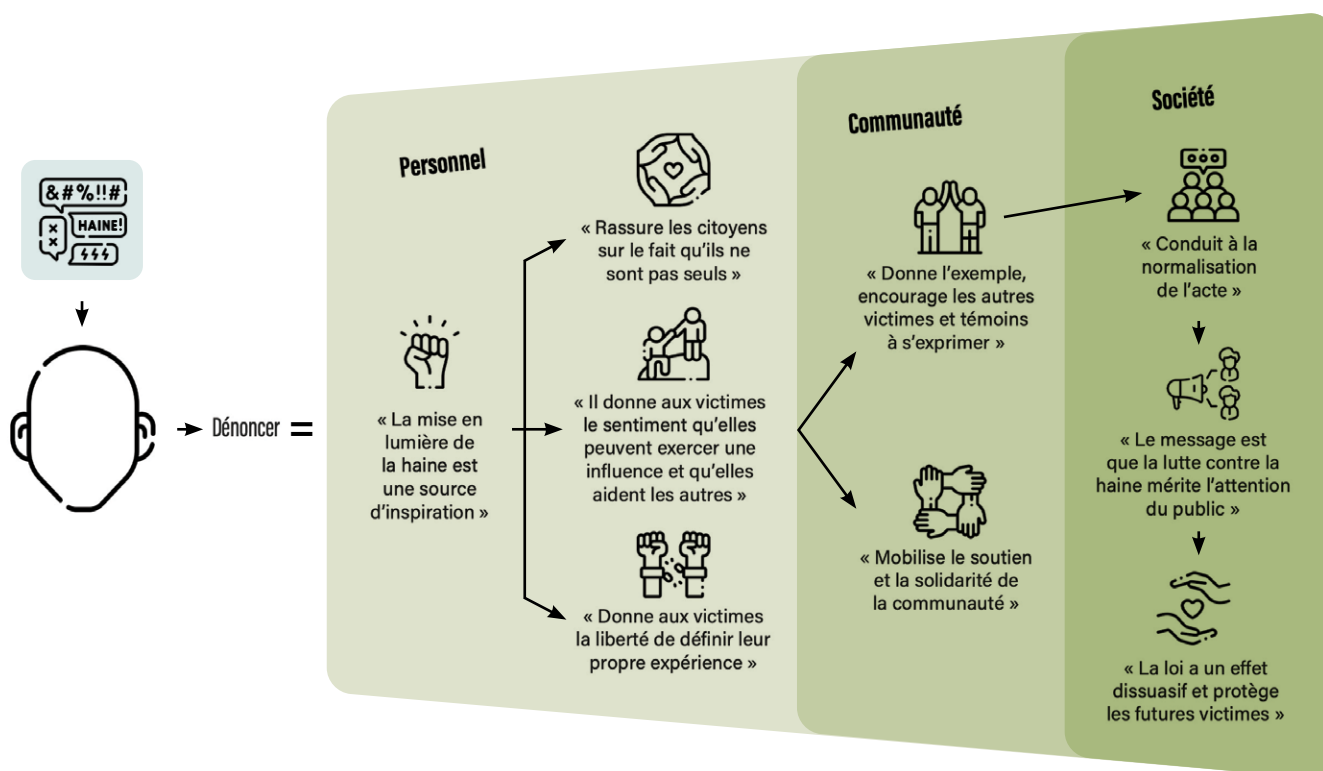 &#%!!#
HAINE!
Dénoncer =
Personnel
« La mise en
lumière de
la haine est
une source
d'inspiration »
« Rassure les citoyens
sur le fait qu'ils ne
sont pas seuls »
« Il donne aux victimes
le sentiment qu'elles
peuvent exercer une
influence et qu'elles
aident les autres »
« Donne aux victimes
la liberté de définir leur
propre expérience »
Communauté
« Donne l'exemple,
encourage les autres
victimes et témoins
à s'exprimer »
« Mobilise le soutien
et la solidarité de
la communauté »
Société
« Conduit à la
normalisation
de l'acte »
« Le message est
que la lutte contre la
haine mérite l'attention
du public »
« La loi a un effet
dissuasif et protège
les futures victimes »